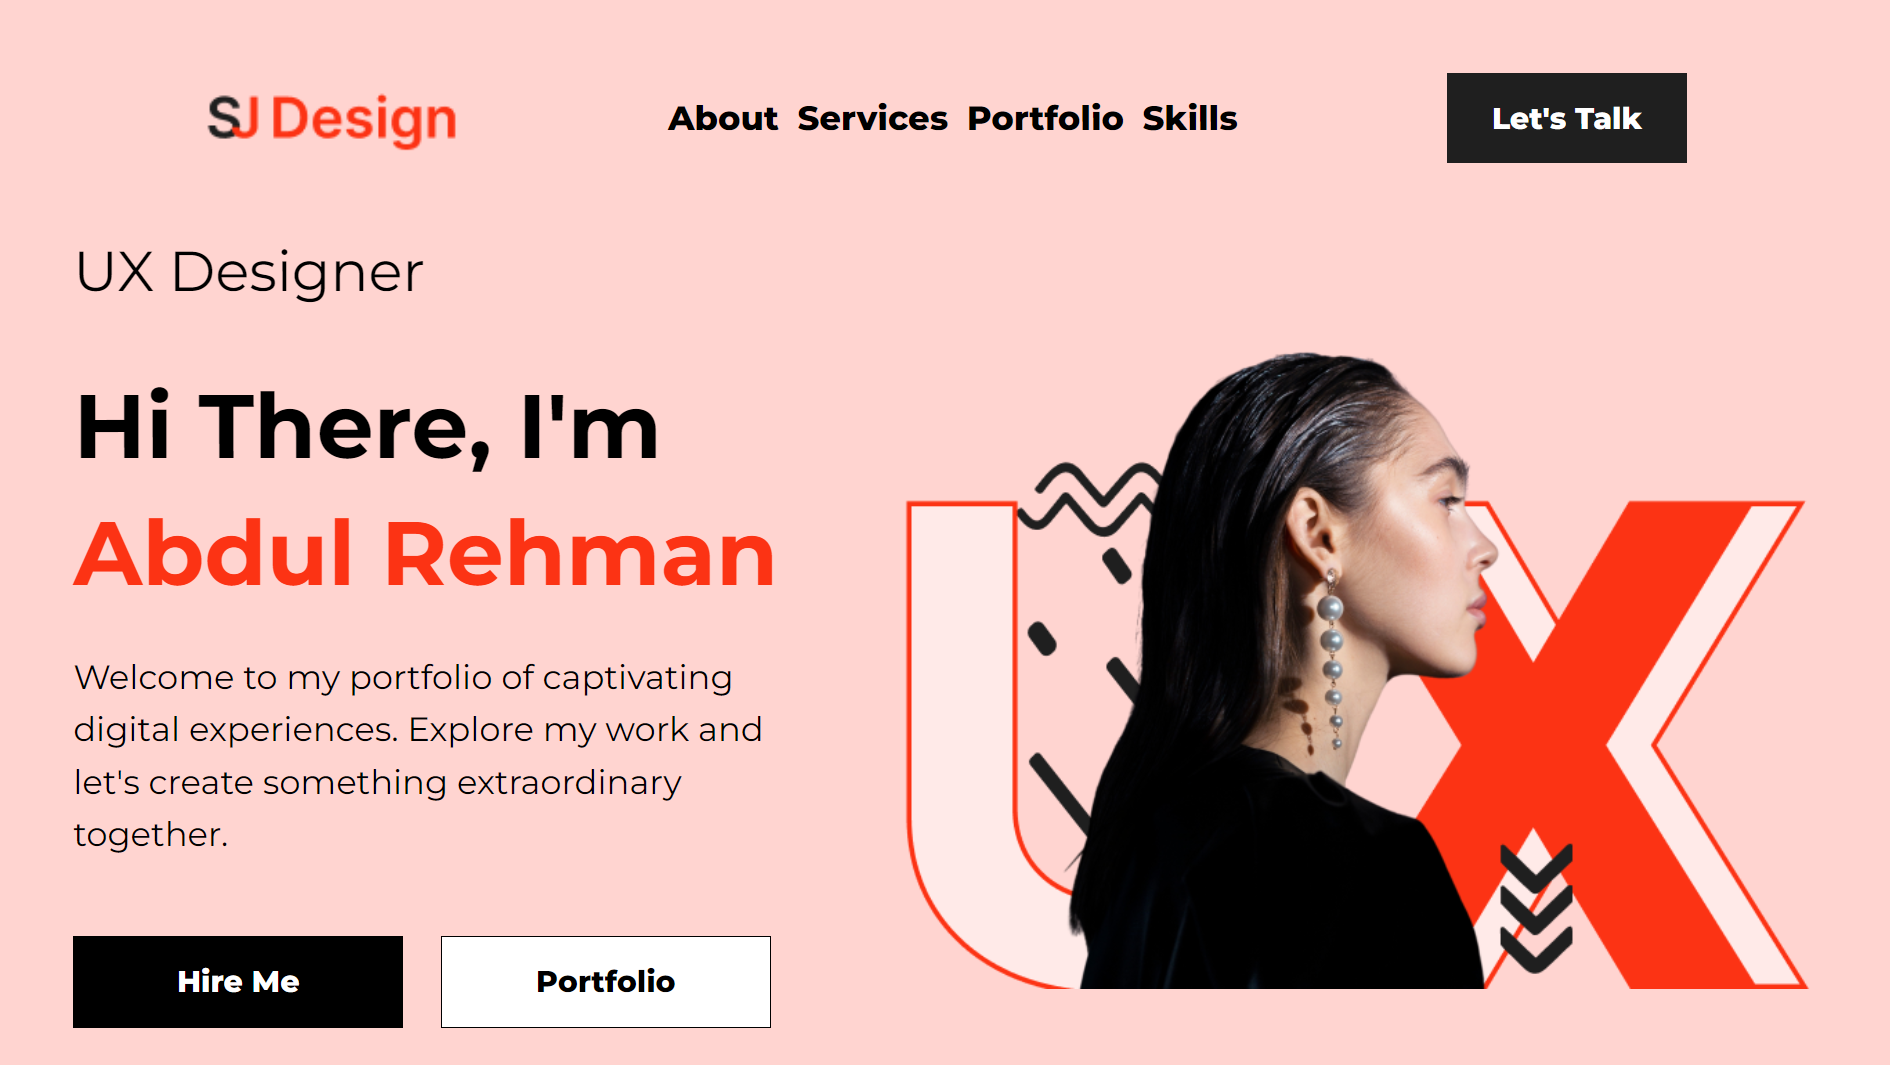 SJ Design
About Services Portfolio Skills
Let's Talk
UX Designer
Hi There, I'm
Abdul Rehman
Welcome to my portfolio of captivating
digital experiences. Explore my work and
let's create something extraordinary
together.
Hire Me
Portfolio
UX